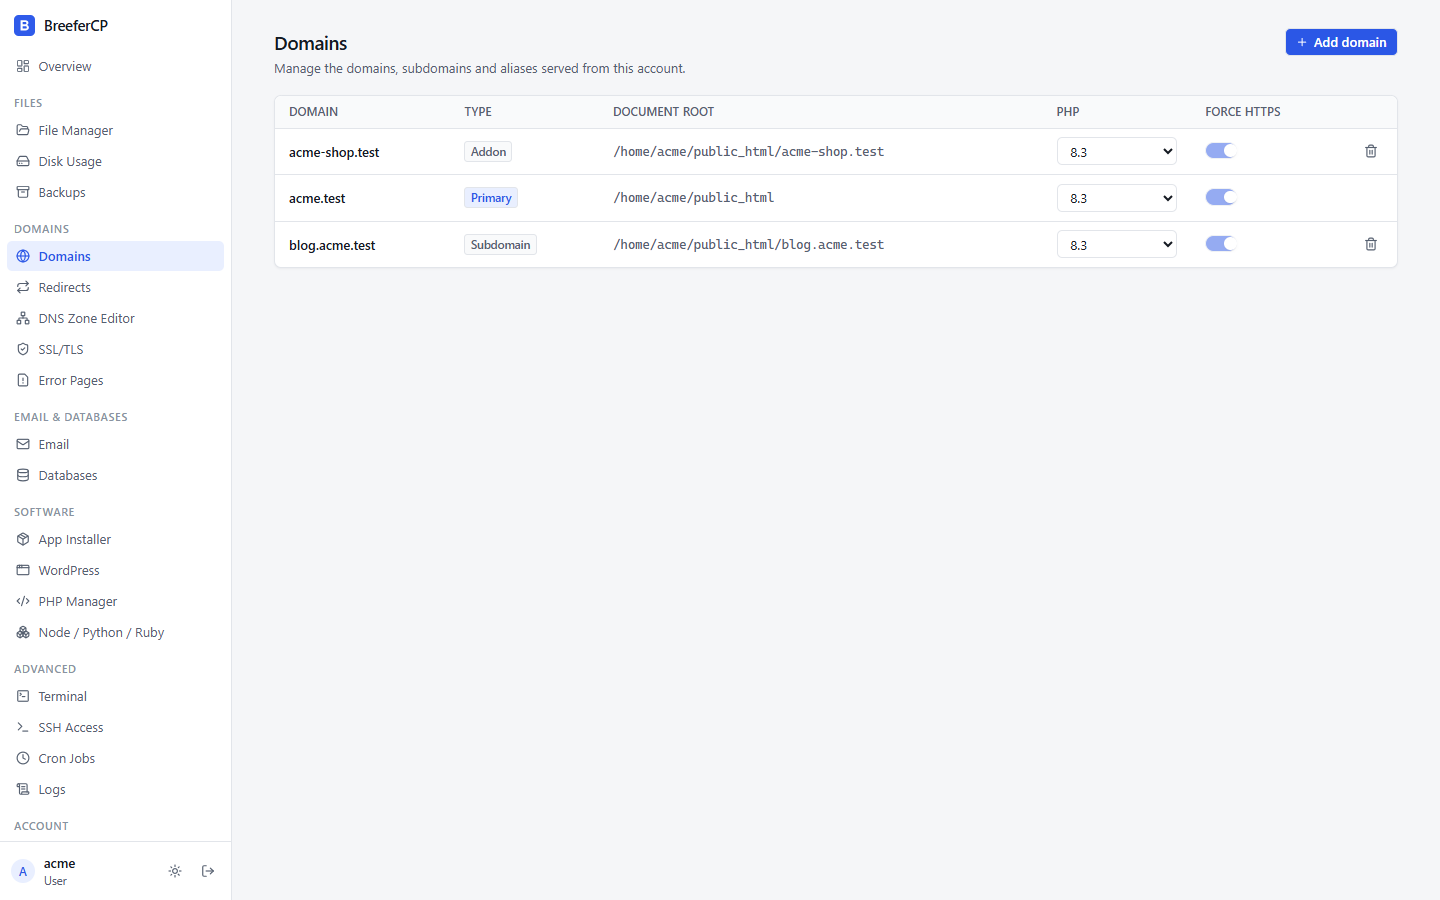 B BreeferCP
Overview
FILES
File Manager
Disk Usage
Backups
DOMAINS
Domains
Redirects
DNS Zone Editor
SSL/TLS
Error Pages
EMAIL & DATABASES
Email
Databases
SOFTWARE
App Installer
WordPress
PHP Manager
Node / Python / Ruby
ADVANCED
Terminal
SSH Access
Cron Jobs
Logs
ACCOUNT
A acme
User
Domains
Manage the domains, subdomains and aliases served from this account.
+ Add domain
DOMAIN TYPE DOCUMENT ROOT PHP FORCE HTTPS
acme-shop.test Addon /home/acme/public_html/acme-shop.test 8.3
acme.test Primary /home/acme/public_html 8.3
blog.acme.test Subdomain /home/acme/public_html/blog.acme.test 8.3